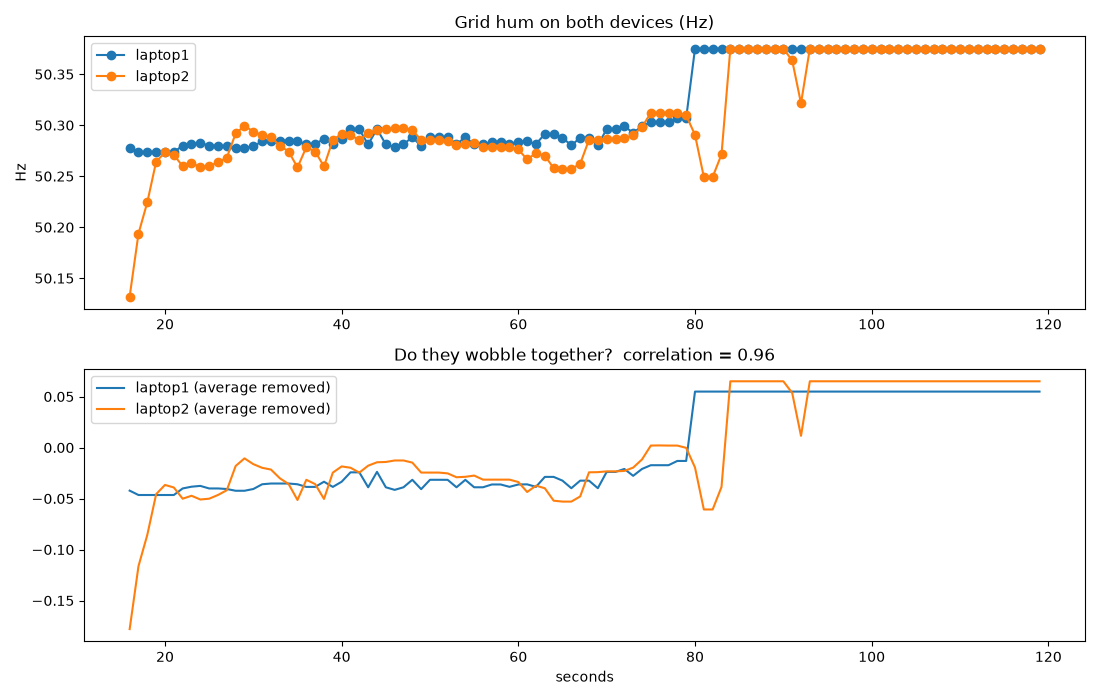 Grid hum on both devices (Hz)
laptop1
laptop2
50.35
50.30
50.25
50.20
50.15
Hz
20 40 60 80 100 120
Do they wobble together?  correlation = 0.96
laptop1 (average removed)
laptop2 (average removed)
0.05
0.00
−0.05
−0.10
−0.15
20 40 60 80 100 120
seconds